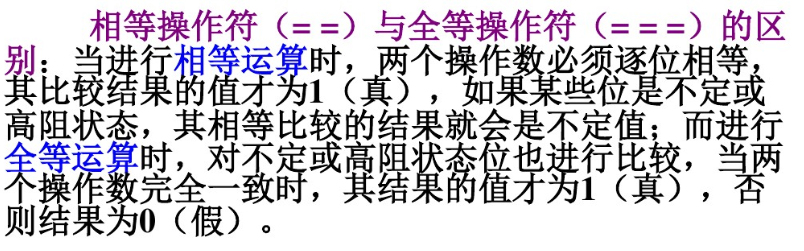 相等操作符（= =）与全等操作符（= = =）的区
别：当进行相等运算时，两个操作数必须逐位相等，
其比较结果的值才为1（真），如果某些位是不定或
高阻状态，其相等比较的结果就会是不定值；而进行
全等运算时，对不定或高阻状态位也进行比较，当两
个操作数完全一致时，其结果的值才为1（真），否
则结果为0（假）。